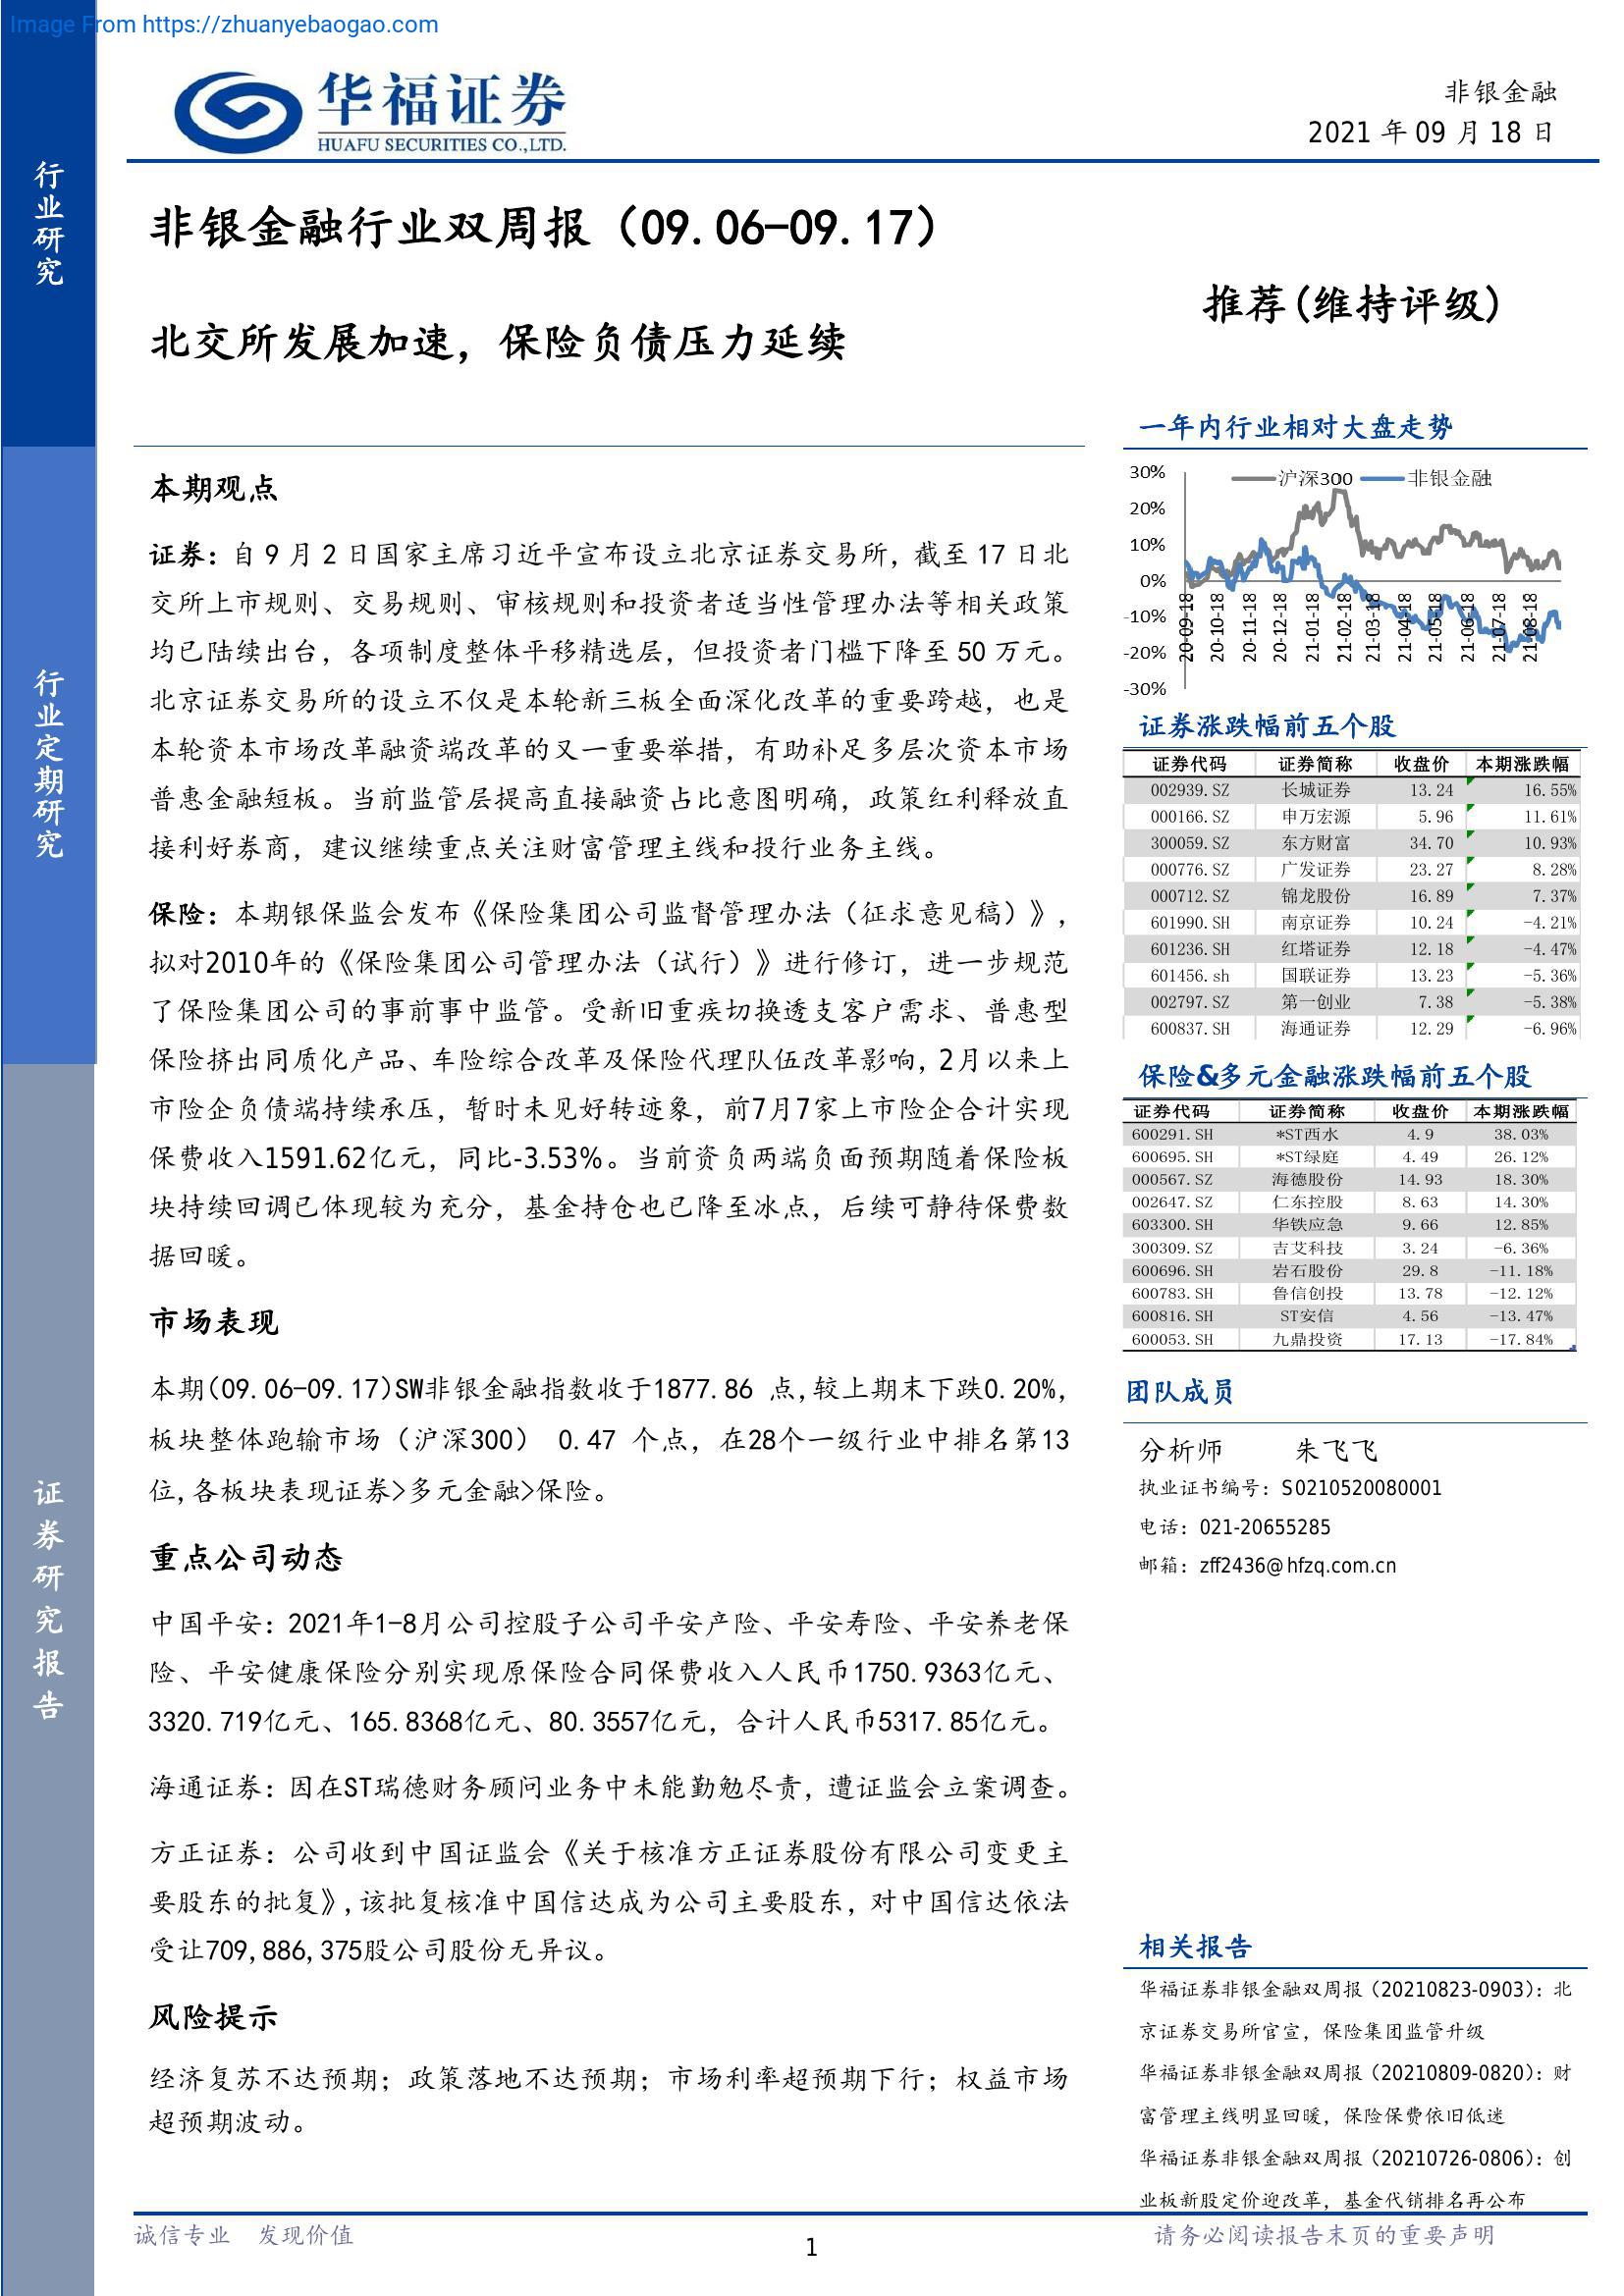 Image From https://zhuanyebaogao.com
华福证券
HUAFU SECURITIES CO.,LTD.
非银金融
2021 年 09 月 18 日
行业研究
行业定期研究
证券研究报告
非银金融行业双周报（09.06-09.17）
北交所发展加速，保险负债压力延续
推荐(维持评级)
本期观点
证券：自 9 月 2 日国家主席习近平宣布设立北京证券交易所，截至 17 日北
交所上市规则、交易规则、审核规则和投资者适当性管理办法等相关政策
均已陆续出台，各项制度整体平移精选层，但投资者门槛下降至 50 万元。
北京证券交易所的设立不仅是本轮新三板全面深化改革的重要跨越，也是
本轮资本市场改革融资端改革的又一重要举措，有助补足多层次资本市场
普惠金融短板。当前监管层提高直接融资占比意图明确，政策红利释放直
接利好券商，建议继续重点关注财富管理主线和投行业务主线。
保险：本期银保监会发布《保险集团公司监督管理办法（征求意见稿）》，
拟对2010年的《保险集团公司管理办法（试行）》进行修订，进一步规范
了保险集团公司的事前事中监管。受新旧重疾切换透支客户需求、普惠型
保险挤出同质化产品、车险综合改革及保险代理队伍改革影响，2月以来上
市险企负债端持续承压，暂时未见好转迹象，前7月7家上市险企合计实现
保费收入1591.62亿元，同比-3.53%。当前资负两端负面预期随着保险板
块持续回调已体现较为充分，基金持仓也已降至冰点，后续可静待保费数
据回暖。
市场表现
本期(09.06-09.17)SW非银金融指数收于1877.86 点,较上期末下跌0.20%,
板块整体跑输市场（沪深300） 0.47 个点，在28个一级行业中排名第13
位,各板块表现证券>多元金融>保险。
重点公司动态
中国平安：2021年1-8月公司控股子公司平安产险、平安寿险、平安养老保
险、平安健康保险分别实现原保险合同保费收入人民币1750.9363亿元、
3320.719亿元、165.8368亿元、80.3557亿元，合计人民币5317.85亿元。
海通证券：因在ST瑞德财务顾问业务中未能勤勉尽责，遭证监会立案调查。
方正证券：公司收到中国证监会《关于核准方正证券股份有限公司变更主
要股东的批复》,该批复核准中国信达成为公司主要股东，对中国信达依法
受让709,886,375股公司股份无异议。
风险提示
经济复苏不达预期；政策落地不达预期；市场利率超预期下行；权益市场
超预期波动。
一年内行业相对大盘走势
沪深300 非银金融
30%
20%
10%
0%
-10%
-20%
-30%
20-09-18 20-10-18 20-11-18 20-12-18 21-01-18 21-02-18 21-03-18 21-04-18 21-05-18 21-06-18 21-07-18 21-08-18
证券涨跌幅前五个股
证券代码 证券简称 收盘价 本期涨跌幅
002939.SZ 长城证券 13.24 16.55%
000166.SZ 申万宏源 5.96 11.61%
300059.SZ 东方财富 34.70 10.93%
000776.SZ 广发证券 23.27 8.28%
000712.SZ 锦龙股份 16.89 7.37%
601990.SH 南京证券 10.24 -4.21%
601236.SH 红塔证券 12.18 -4.47%
601456.sh 国联证券 13.23 -5.36%
002797.SZ 第一创业 7.38 -5.38%
600837.SH 海通证券 12.29 -6.96%
保险&多元金融涨跌幅前五个股
证券代码 证券简称 收盘价 本期涨跌幅
600291.SH *ST西水 4.9 38.03%
600695.SH *ST绿庭 4.49 26.12%
000567.SZ 海德股份 14.93 18.30%
002647.SZ 仁东控股 8.63 14.30%
603300.SH 华铁应急 9.66 12.85%
300309.SZ 吉艾科技 3.24 -6.36%
600696.SH 岩石股份 29.8 -11.18%
600783.SH 鲁信创投 13.78 -12.12%
600816.SH ST安信 4.56 -13.47%
600053.SH 九鼎投资 17.13 -17.84%
团队成员
分析师 朱飞飞
执业证书编号：S0210520080001
电话：021-20655285
邮箱：zff2436@hfzq.com.cn
相关报告
华福证券非银金融双周报（20210823-0903）：北
京证券交易所官宣，保险集团监管升级
华福证券非银金融双周报（20210809-0820）：财
富管理主线明显回暖，保险保费依旧低迷
华福证券非银金融双周报（20210726-0806）：创
业板新股定价迎改革，基金代销排名再公布
诚信专业 发现价值
1
请务必阅读报告末页的重要声明